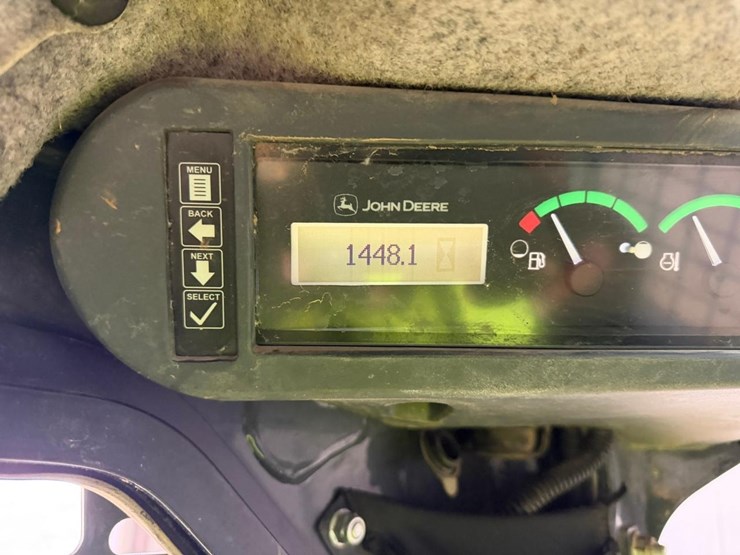 MENU
BACK
NEXT
SELECT
JOHN DEERE
1448.1